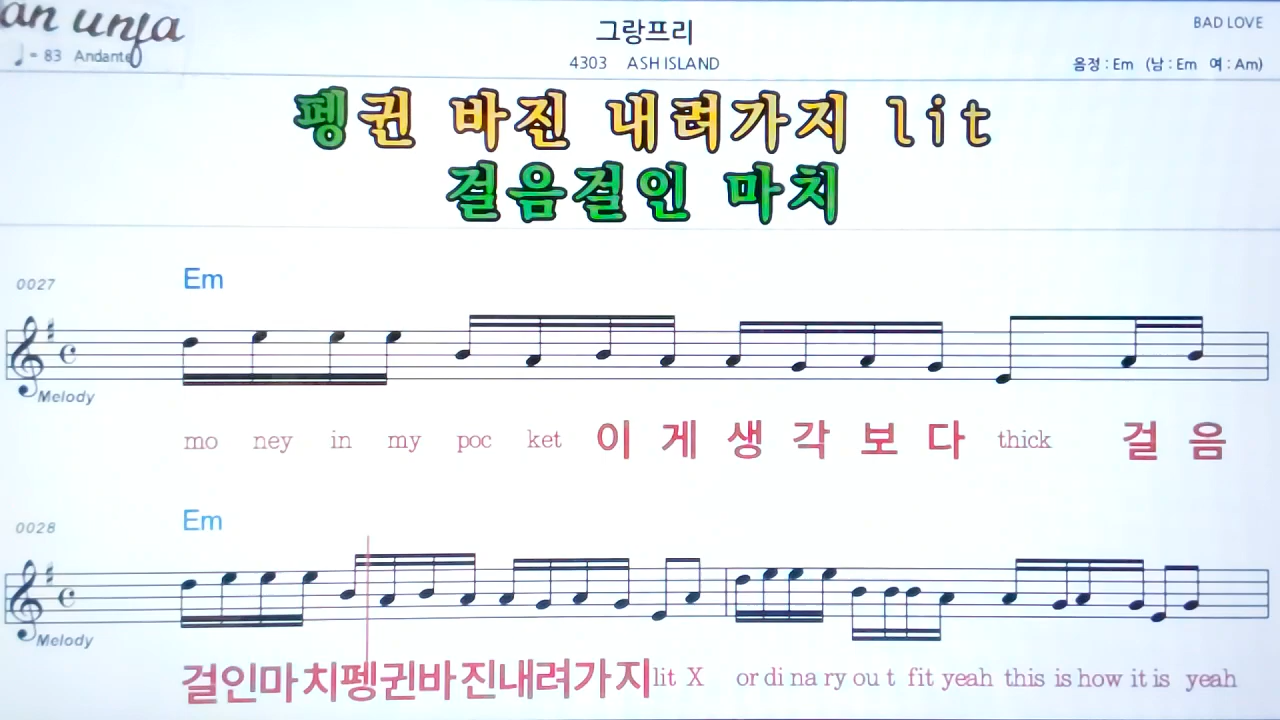 그랑프리
BAD LOVE
♩= 83 Andante
4303 ASH ISLAND
음정 : Em (남 : Em 여 : Am)
펭귄 바진 내려가지 lit
걸음걸인 마치
0027 Em
Melody
mo ney in my poc ket 이 게 생 각 보 다 thick 걸 음
0028 Em
Melody
걸인마 치펭귄바 진내려가 지lit X or di na ry ou t fit yeah this is how it is yeah